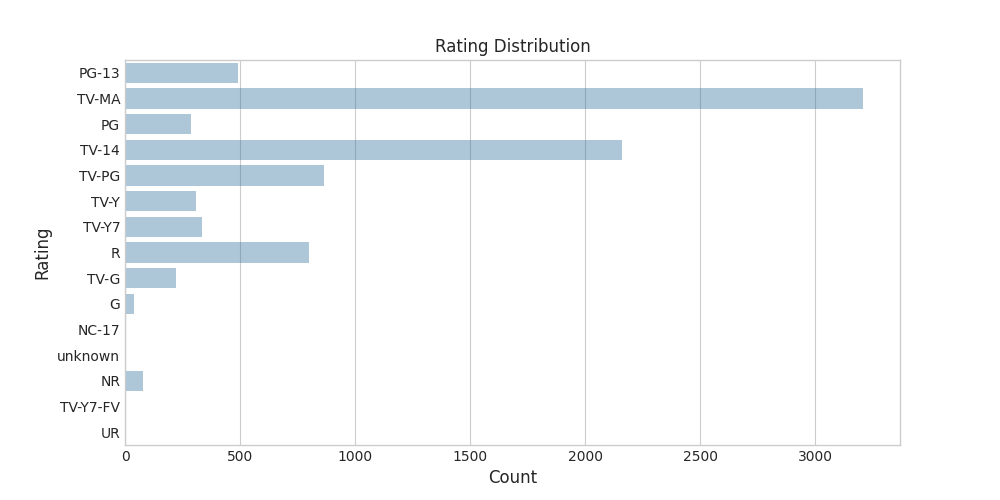 Rating Distribution
PG-13
TV-MA
PG
TV-14
TV-PG
TV-Y
TV-Y7
R
TV-G
G
NC-17
unknown
NR
TV-Y7-FV
UR
Rating
0 500 1000 1500 2000 2500 3000
Count